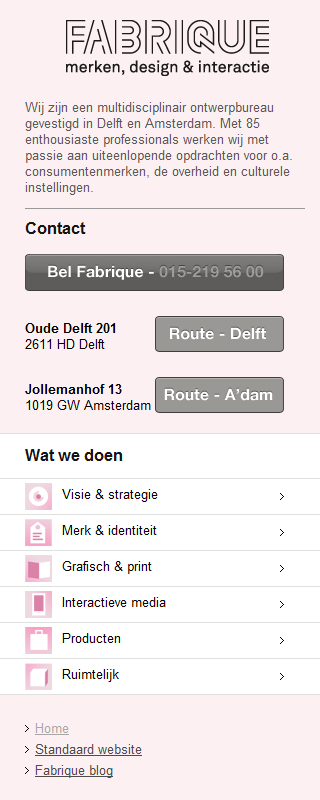 FABRIQUE
merken, design & interactie
Wij zijn een multidisciplinair ontwerpbureau
gevestigd in Delft en Amsterdam. Met 85
enthousiaste professionals werken wij met
passie aan uiteenlopende opdrachten voor o.a.
consumentenmerken, de overheid en culturele
instellingen.
Contact
Bel Fabrique - 015-219 56 00
Oude Delft 201
2611 HD Delft
Route - Delft
Jollemanhof 13
1019 GW Amsterdam
Route - A'dam
Wat we doen
Visie & strategie
Merk & identiteit
Grafisch & print
Interactieve media
Producten
Ruimtelijk
Home
Standaard website
Fabrique blog